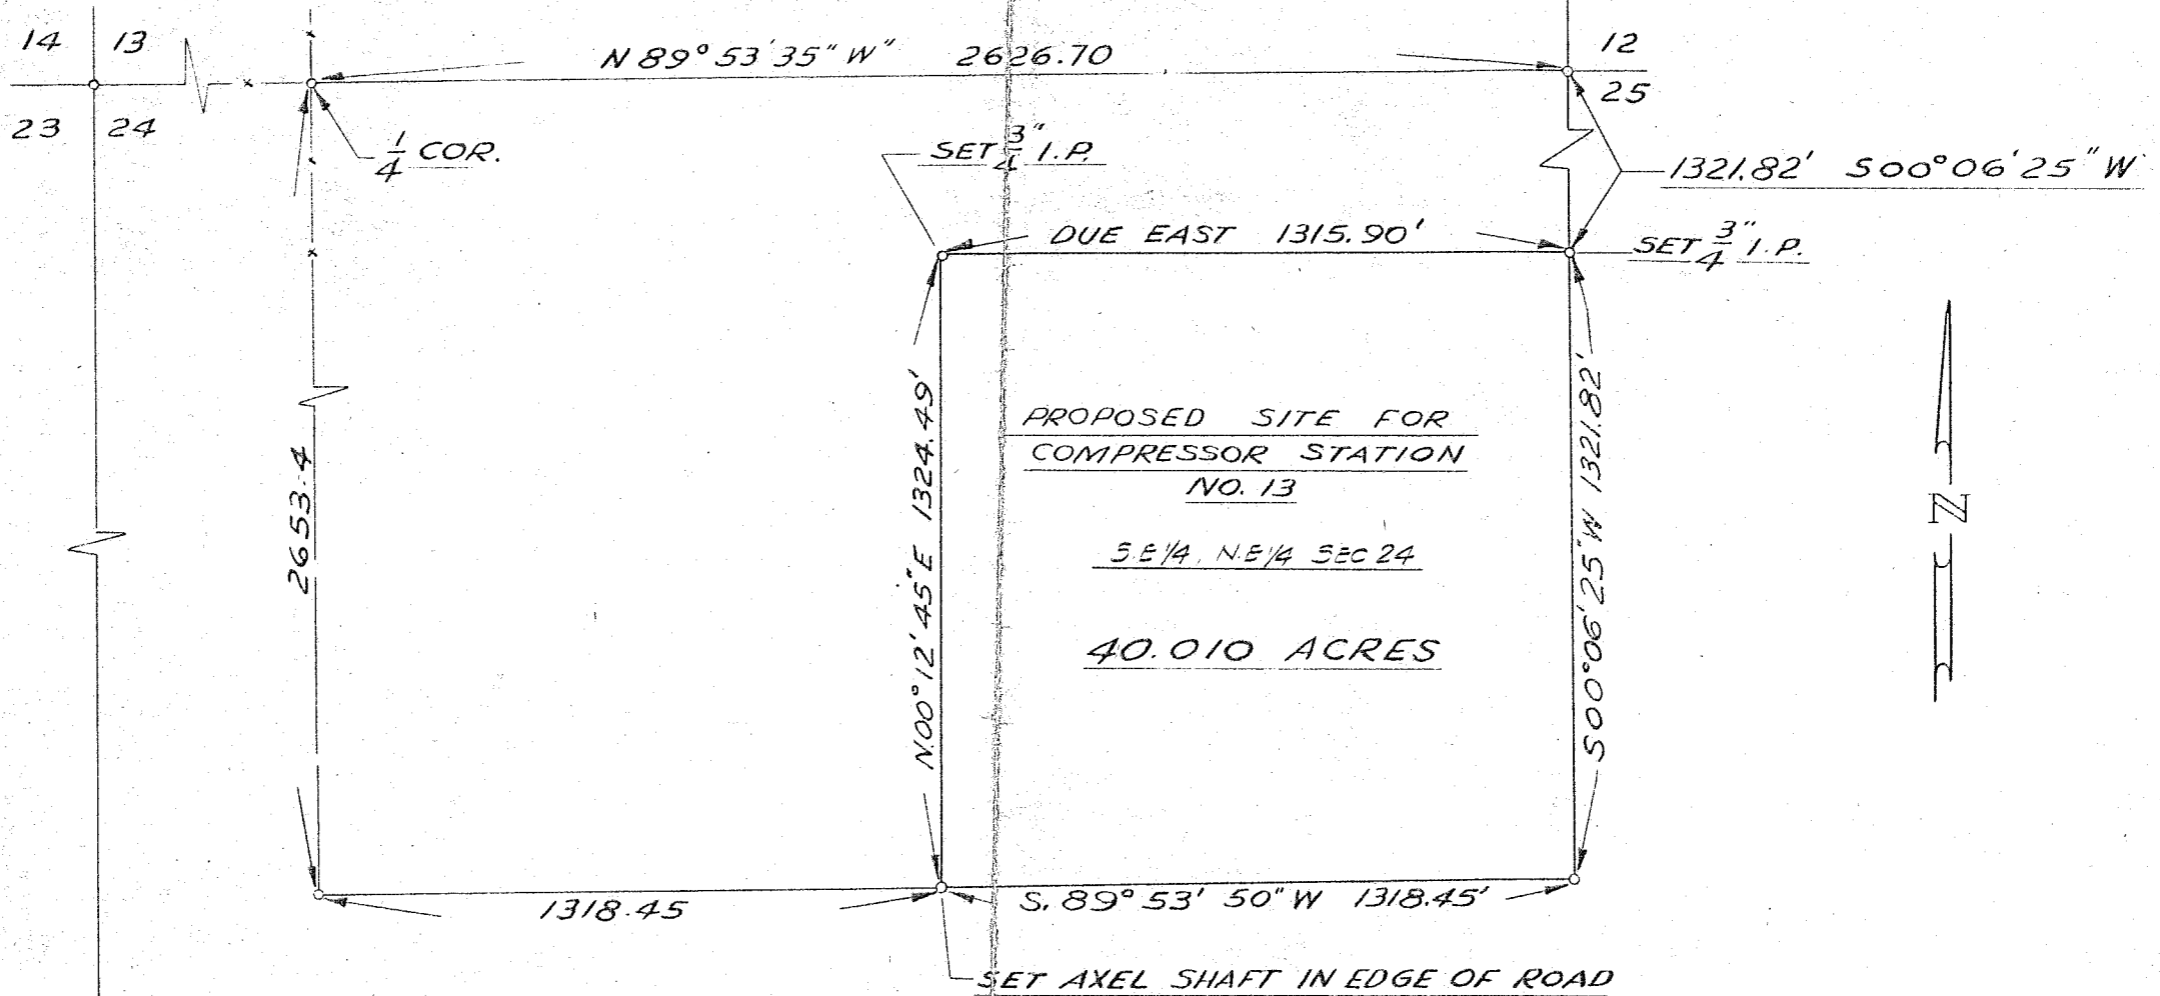 14 13
23 24
N 89° 53' 35" W" 2626.70
12
25
1/4 COR.
SET 3/4" I.P.
1321.82' S00°06'25" W
DUE EAST 1315.90'
SET 3/4" I.P.
2653.4
N00°12'45"E 1324.49'
PROPOSED SITE FOR
COMPRESSOR STATION
NO. 13
S.E 1/4, N.E 1/4 SEC 24
40.010 ACRES
S00°06'25"W 1321.82'
N
1318.45
S. 89° 53' 50" W 1318.45'
SET AXEL SHAFT IN EDGE OF ROAD